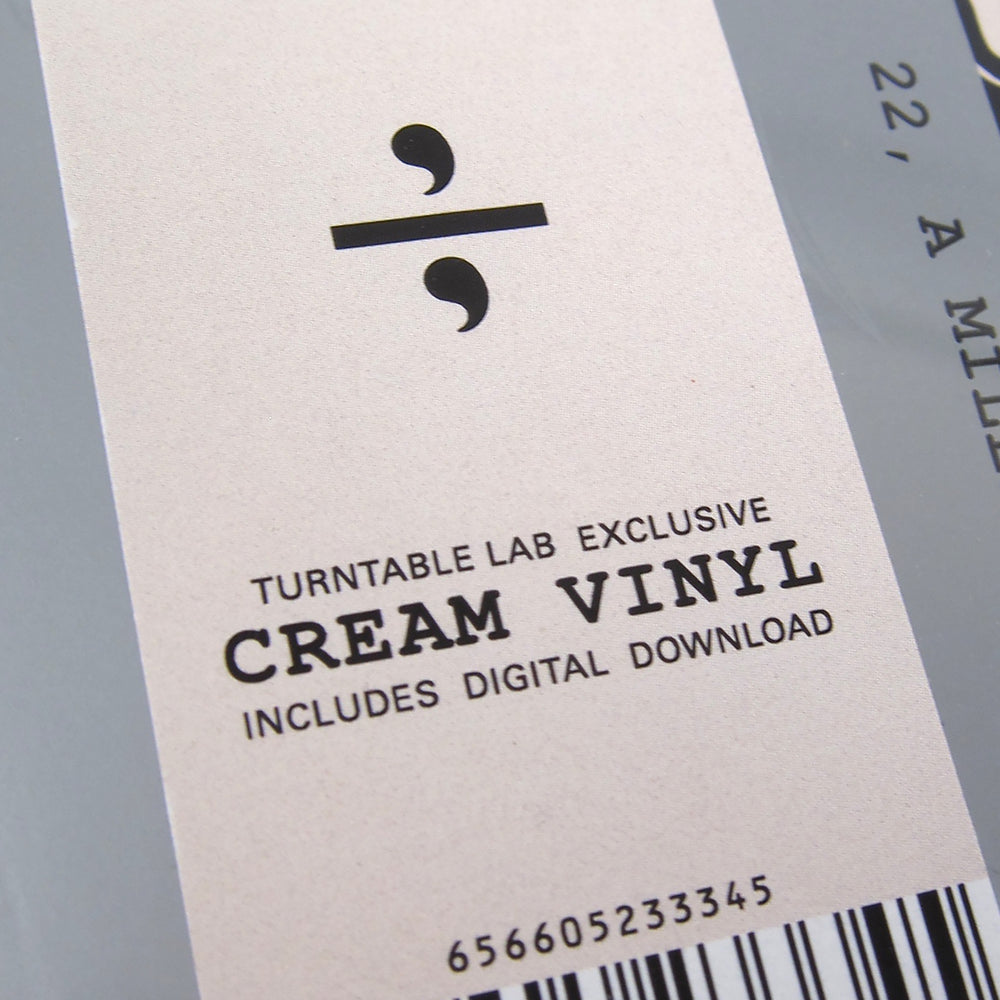 TURNTABLE LAB EXCLUSIVE
CREAM VINYL
INCLUDES DIGITAL DOWNLOAD
656605233345
22, A